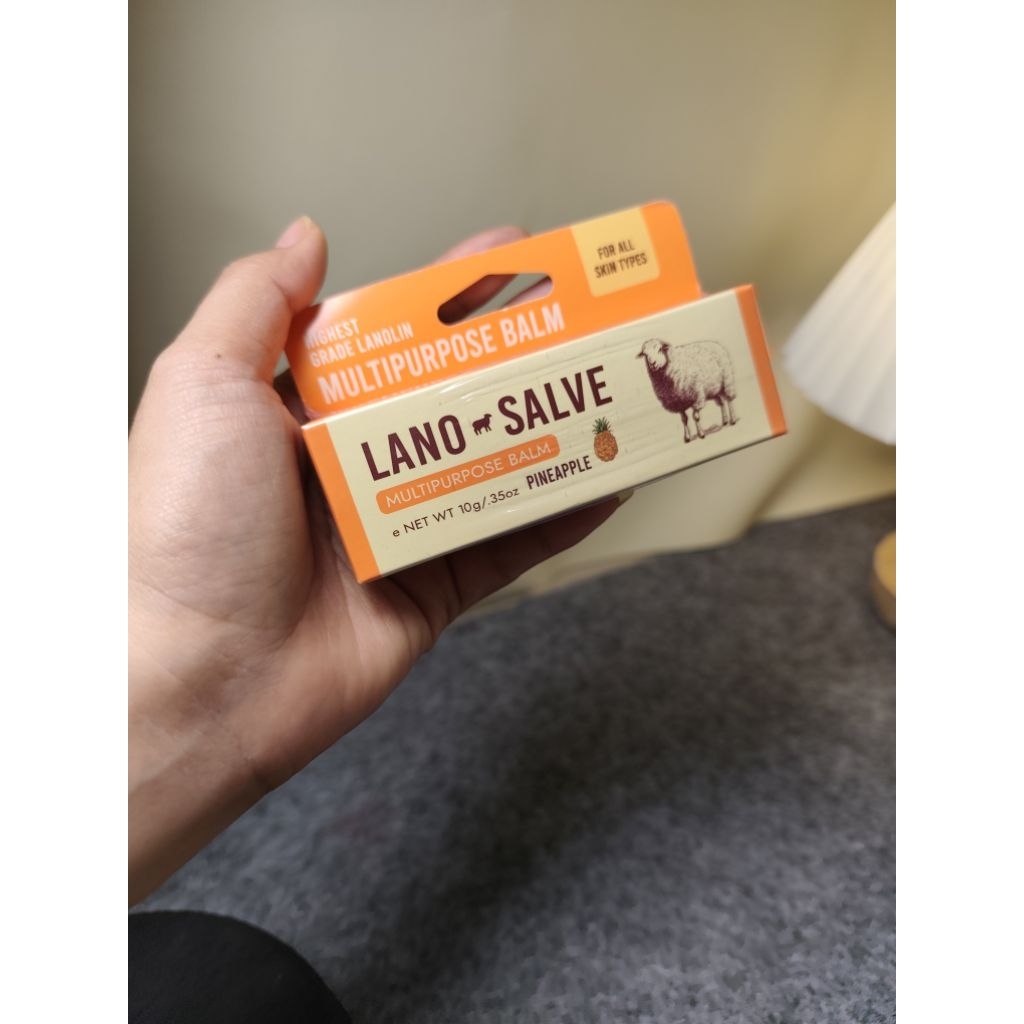 FOR ALL
SKIN TYPES
HIGHEST
GRADE LANOLIN
MULTIPURPOSE BALM
LANO SALVE
MULTIPURPOSE BALM
PINEAPPLE
e NET WT 10g/.35oz